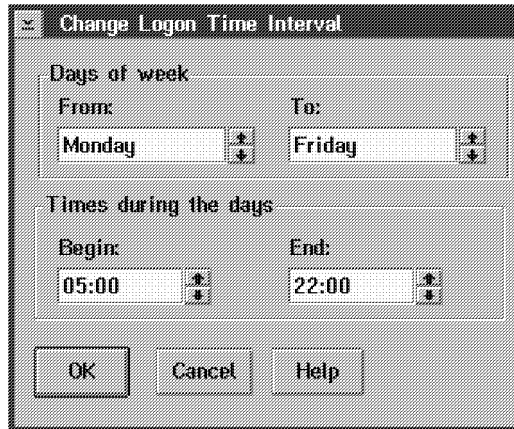 Change Logon Time Interval
Days of week
From: To:
Monday Friday
Times during the days
Begin: End:
05:00 22:00
OK Cancel Help